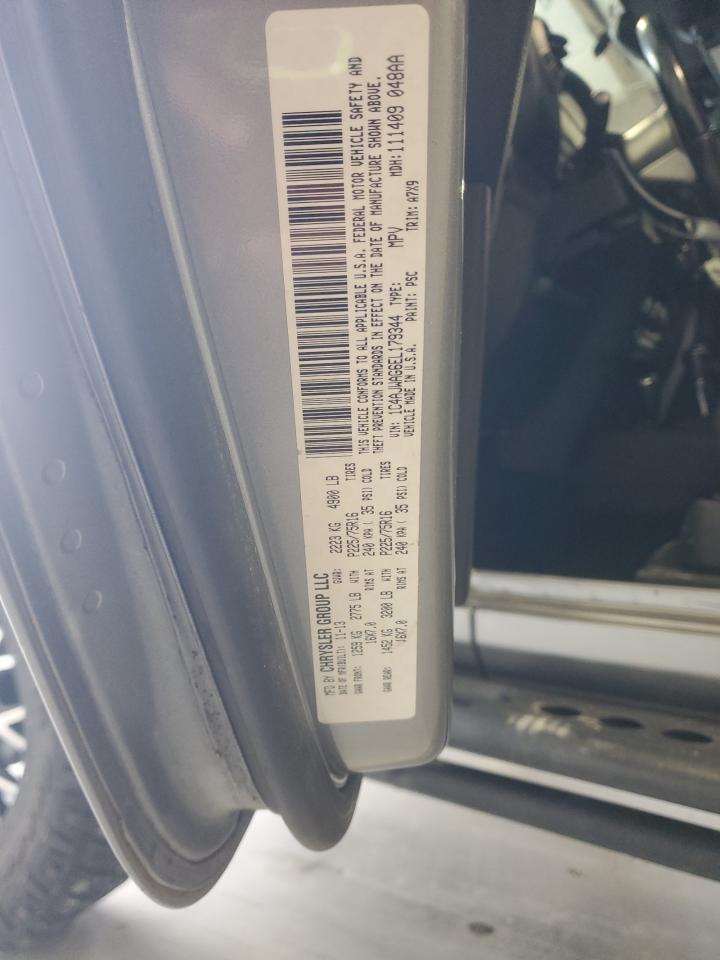 MFD BY CHRYSLER GROUP LLC
DATE OF MFR(BUILT): 11-13 GVWR: 2223 KG 4900 LB
GAWR FRONT: 1259 KG 2775 LB WITH P225/75R16 TIRES
16X7.0 RIMS AT 240 KPA ( 35 PSI) COLD
GAWR REAR: 1452 KG 3200 LB WITH P225/75R16 TIRES
16X7.0 RIMS AT 240 KPA ( 35 PSI) COLD
THIS VEHICLE CONFORMS TO ALL APPLICABLE U.S.A. FEDERAL MOTOR VEHICLE SAFETY AND
THEFT PREVENTION STANDARDS IN EFFECT ON THE DATE OF MANUFACTURE SHOWN ABOVE.
VIN: 1C4AJWAG6EL179344 TYPE: MPV MDH: 111409 048AA
VEHICLE MADE IN U.S.A. PAINT: PSC TRIM: A7X9